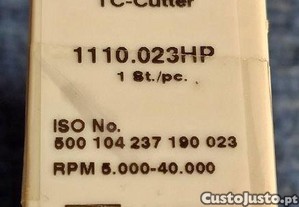 TC-Cutter
1110.023HP
1 St./pc.
ISO No.
500 104 237 190 023
RPM 5.000-40.000
CustoJusto.pt